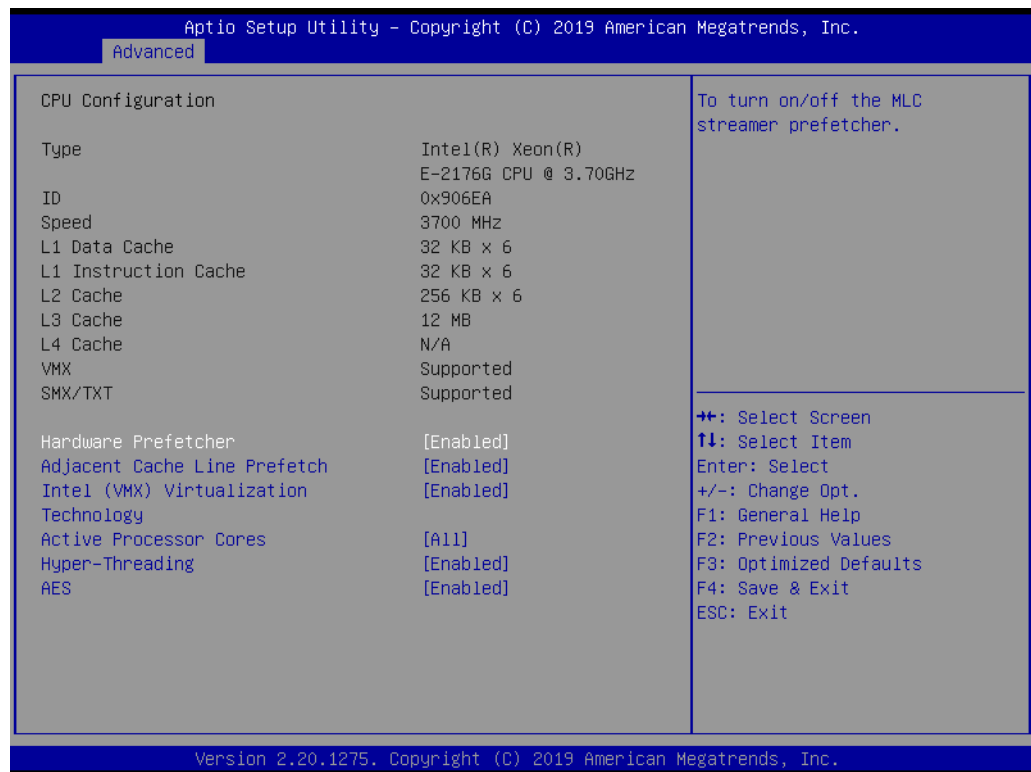 Aptio Setup Utility – Copyright (C) 2019 American Megatrends, Inc.
Advanced
CPU Configuration
Type Intel(R) Xeon(R)
E-2176G CPU @ 3.70GHz
ID 0x906EA
Speed 3700 MHz
L1 Data Cache 32 KB x 6
L1 Instruction Cache 32 KB x 6
L2 Cache 256 KB x 6
L3 Cache 12 MB
L4 Cache N/A
VMX Supported
SMX/TXT Supported
Hardware Prefetcher [Enabled]
Adjacent Cache Line Prefetch [Enabled]
Intel (VMX) Virtualization [Enabled]
Technology
Active Processor Cores [All]
Hyper-Threading [Enabled]
AES [Enabled]
To turn on/off the MLC
streamer prefetcher.
→←: Select Screen
↑↓: Select Item
Enter: Select
+/-: Change Opt.
F1: General Help
F2: Previous Values
F3: Optimized Defaults
F4: Save & Exit
ESC: Exit
Version 2.20.1275. Copyright (C) 2019 American Megatrends, Inc.